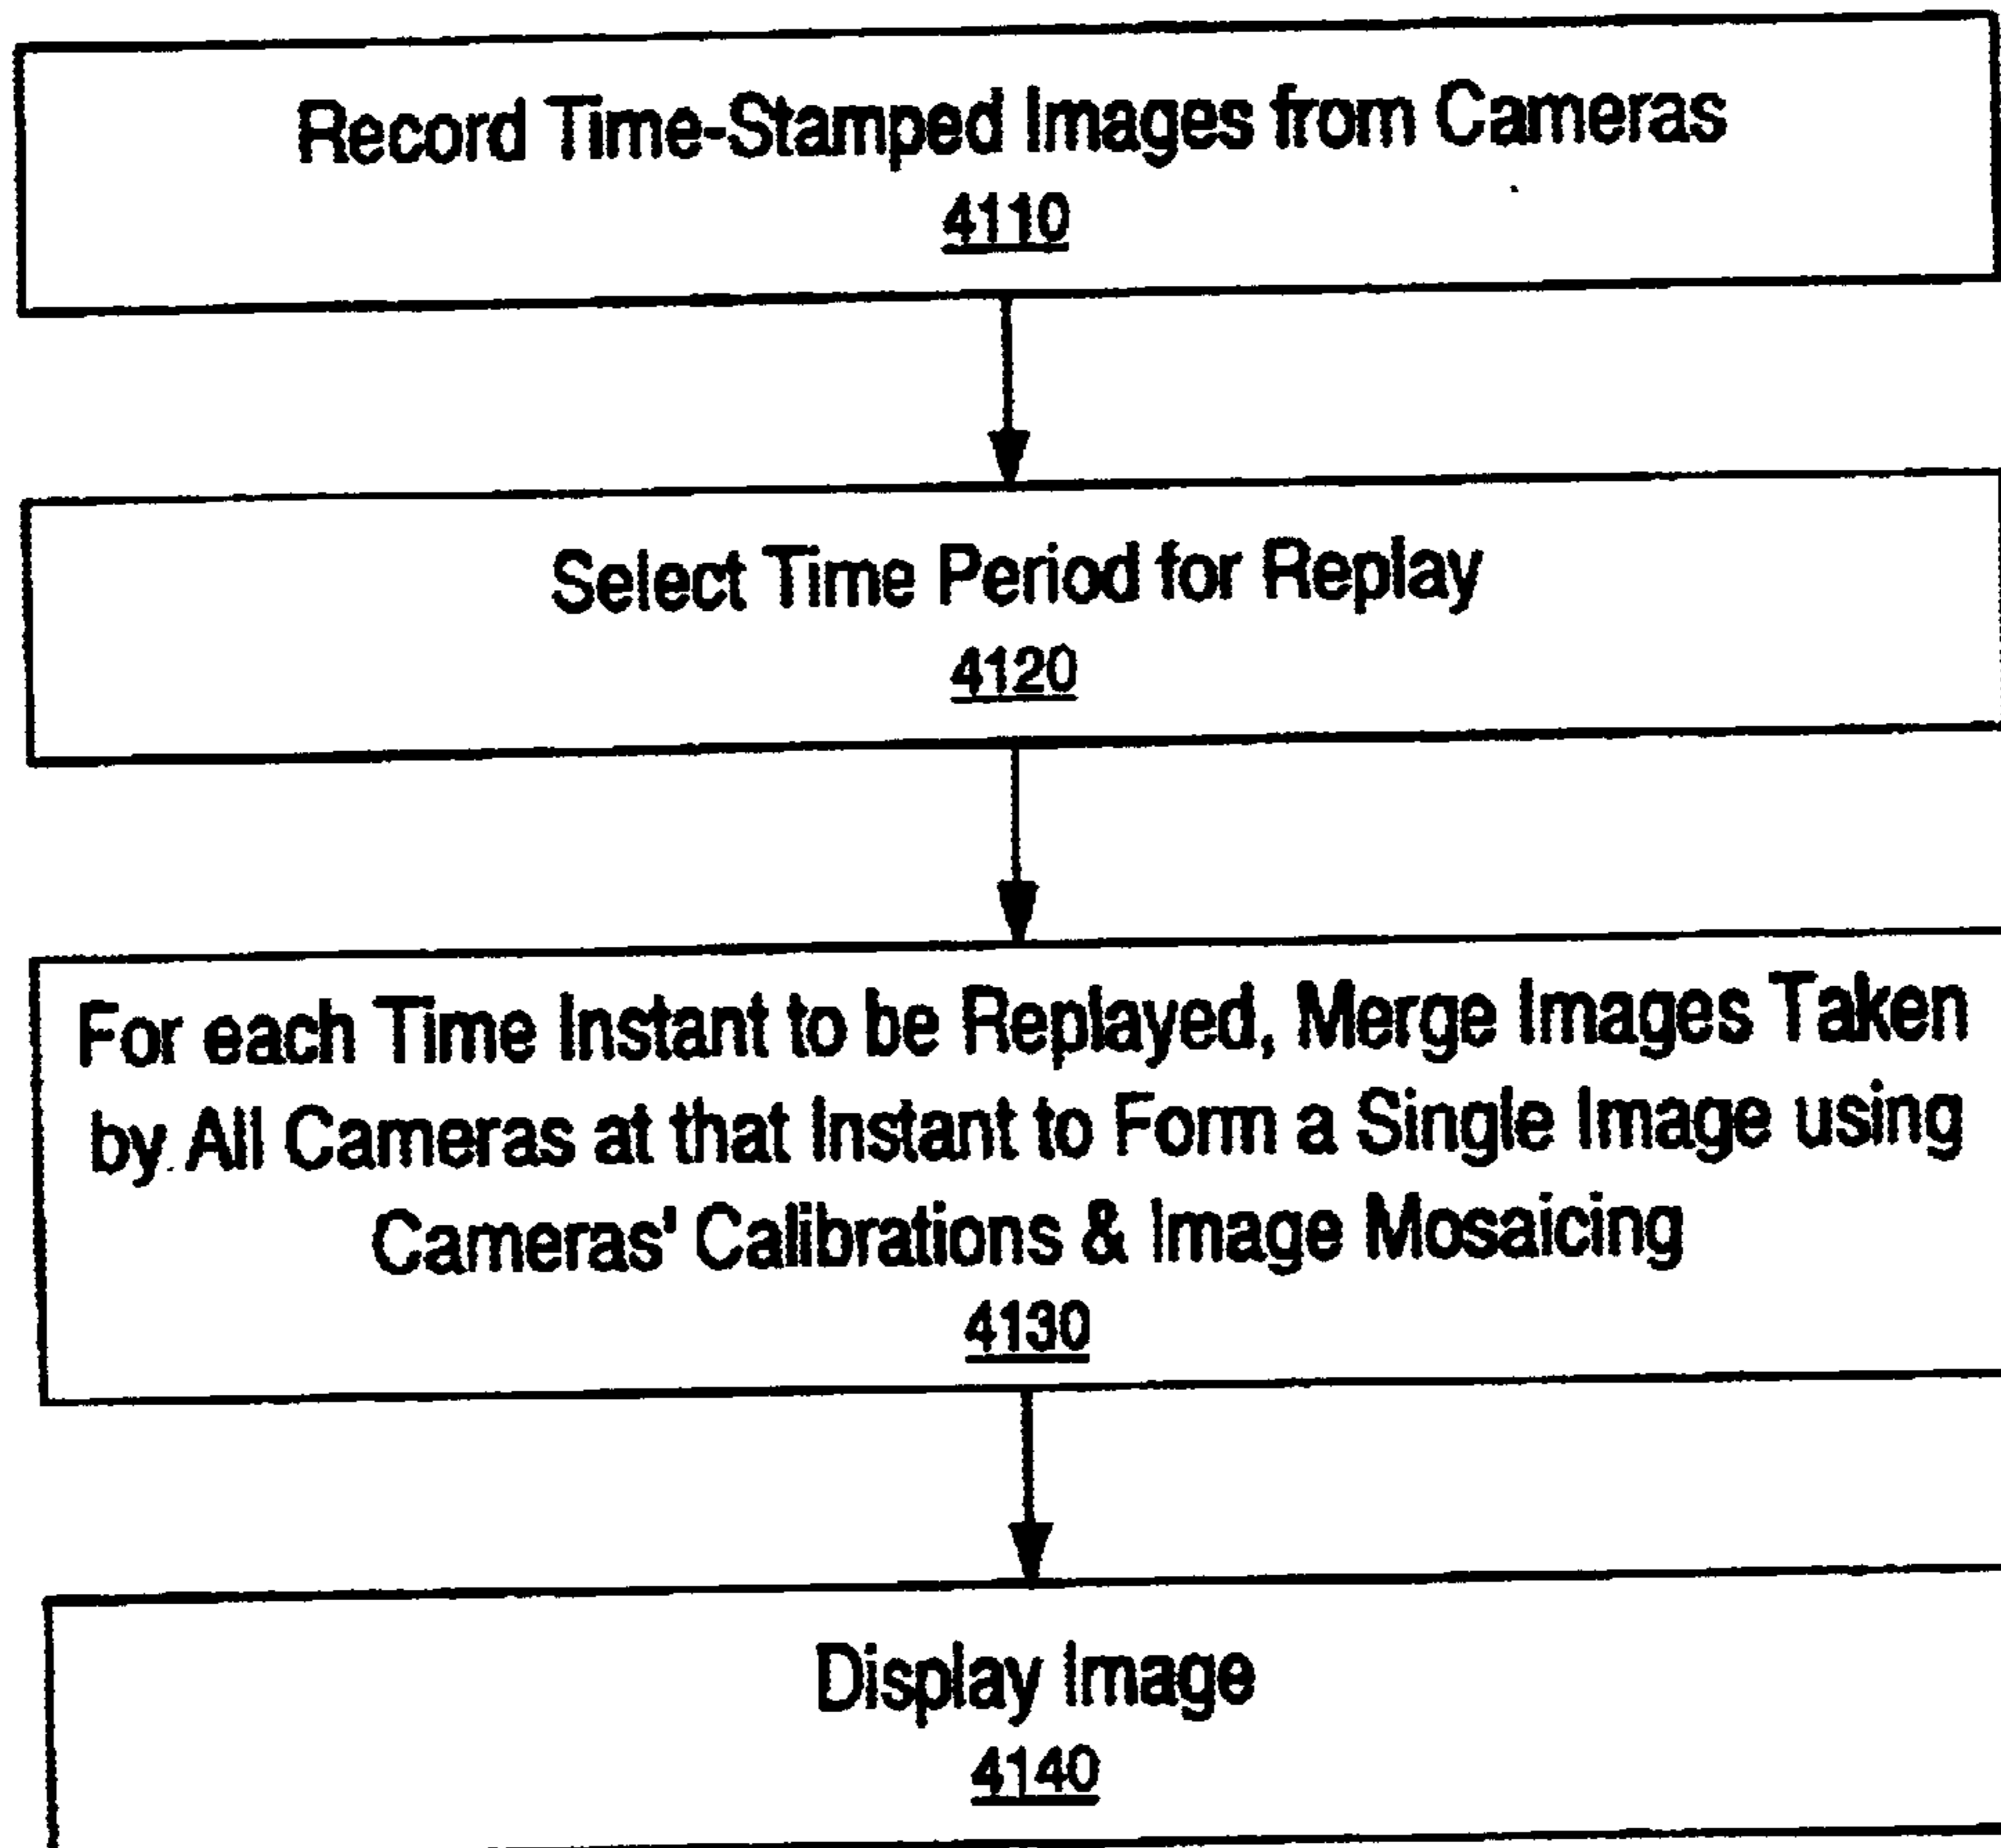 Record Time-Stamped Images from Cameras
4110
Select Time Period for Replay
4120
For each Time Instant to be Replayed, Merge Images Taken
by All Cameras at that Instant to Form a Single Image using
Cameras' Calibrations & Image Mosaicing
4130
Display Image
4140